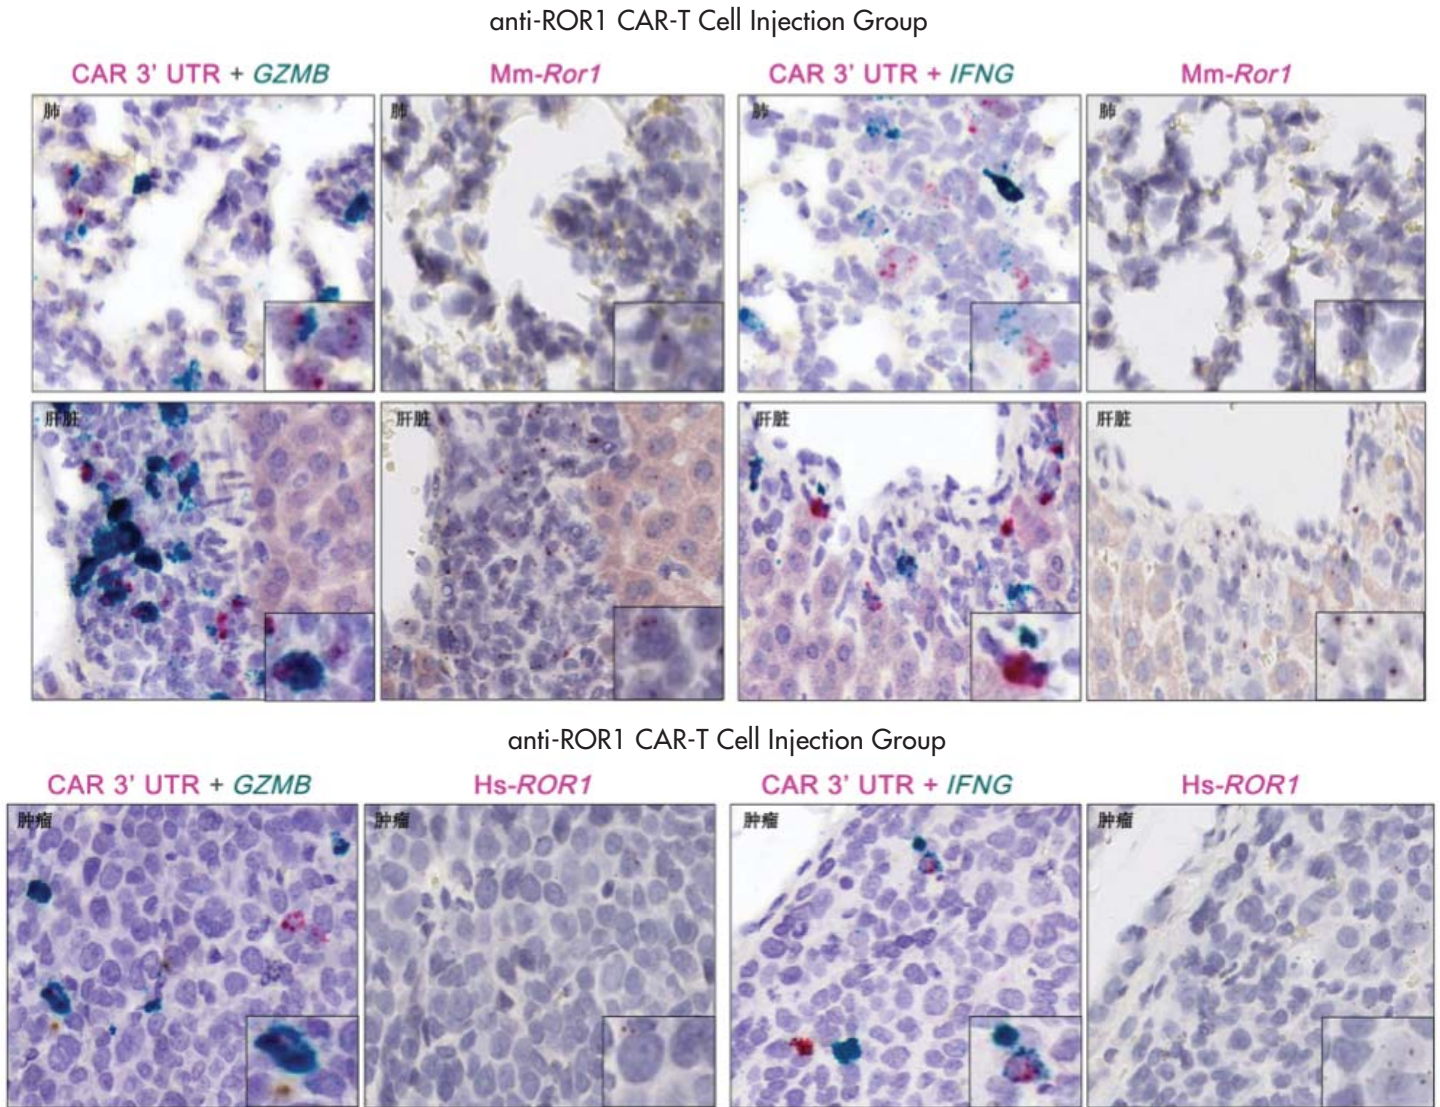 anti-ROR1 CAR-T Cell Injection Group
CAR 3' UTR + GZMB
Mm-Ror1
CAR 3' UTR + IFNG
Mm-Ror1
肺
肺
肺
肺
肝脏
肝脏
肝脏
肝脏
anti-ROR1 CAR-T Cell Injection Group
CAR 3' UTR + GZMB
Hs-ROR1
CAR 3' UTR + IFNG
Hs-ROR1
肿瘤
肿瘤
肿瘤
肿瘤